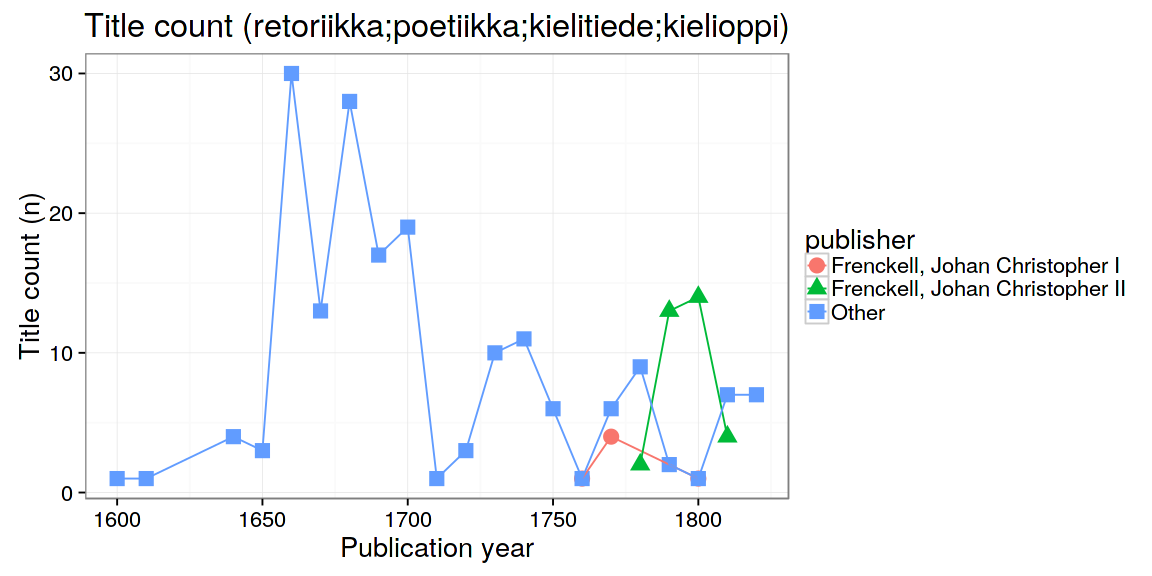 Title count (retoriikka;poetiikka;kielitiede;kielioppi)
Title count (n)
30
20
10
0
1600 1650 1700 1750 1800
Publication year
publisher
Frenckell, Johan Christopher I
Frenckell, Johan Christopher II
Other